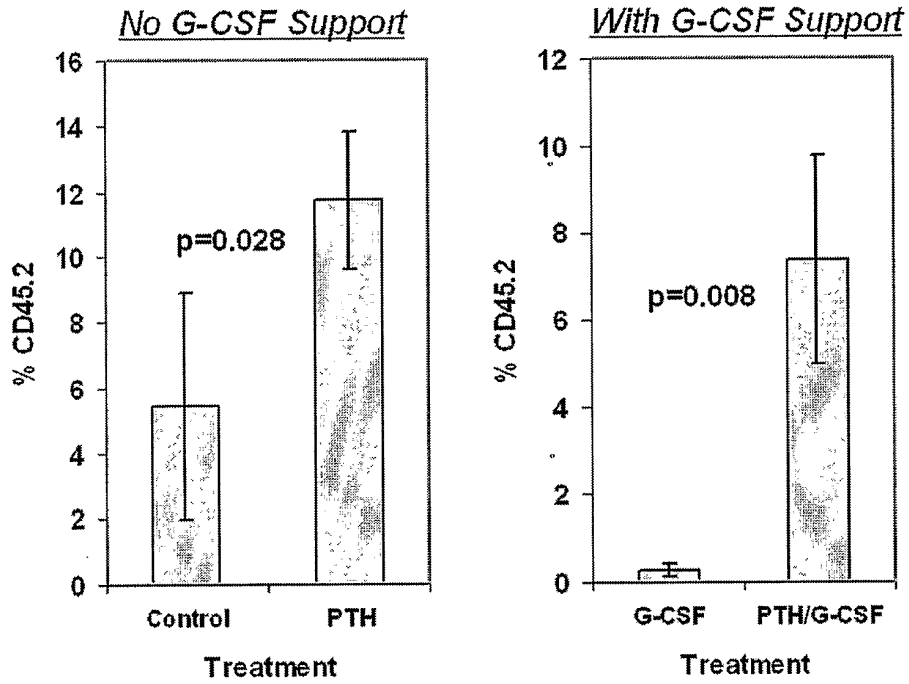 No G-CSF Support
16
14
12
10
8
6
4
2
0
% CD45.2
p=0.028
Control PTH
Treatment
With G-CSF Support
12
10
8
6
4
2
0
% CD45.2
p=0.008
G-CSF PTH/G-CSF
Treatment